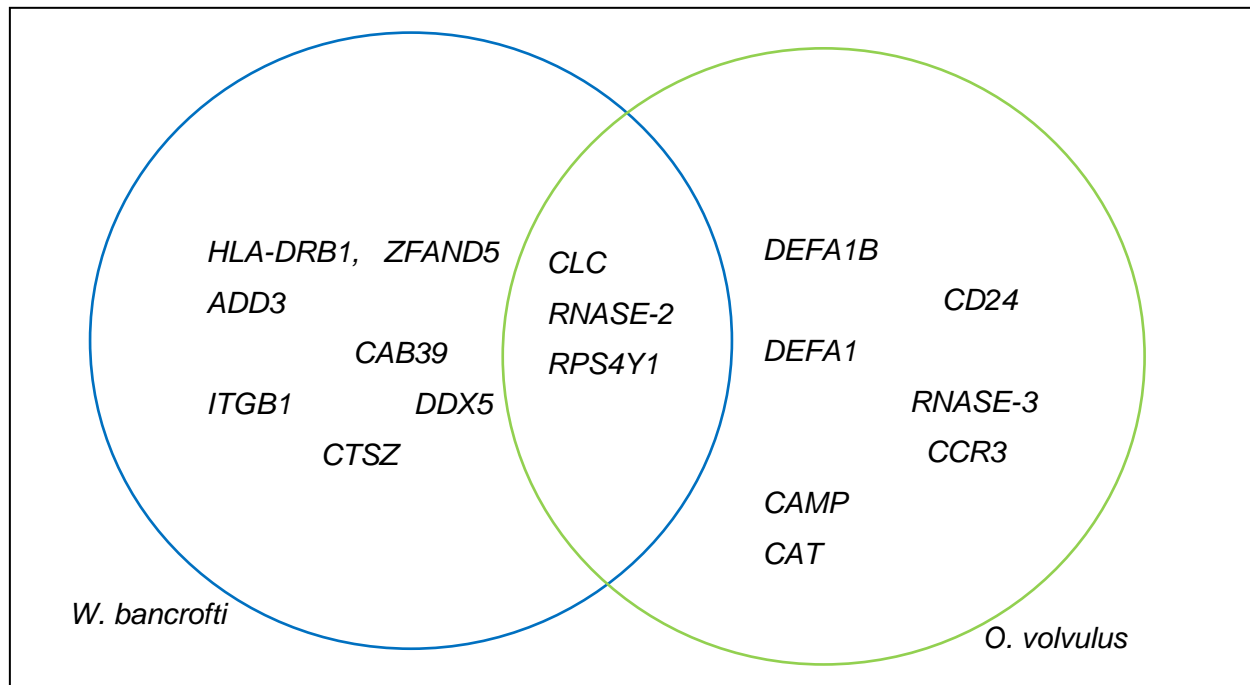 HLA-DRB1, ZFAND5
ADD3
CAB39
ITGB1 DDX5
CTSZ
CLC
RNASE-2
RPS4Y1
DEFA1B
CD24
DEFA1
RNASE-3
CCR3
CAMP
CAT
W. bancrofti
O. volvulus